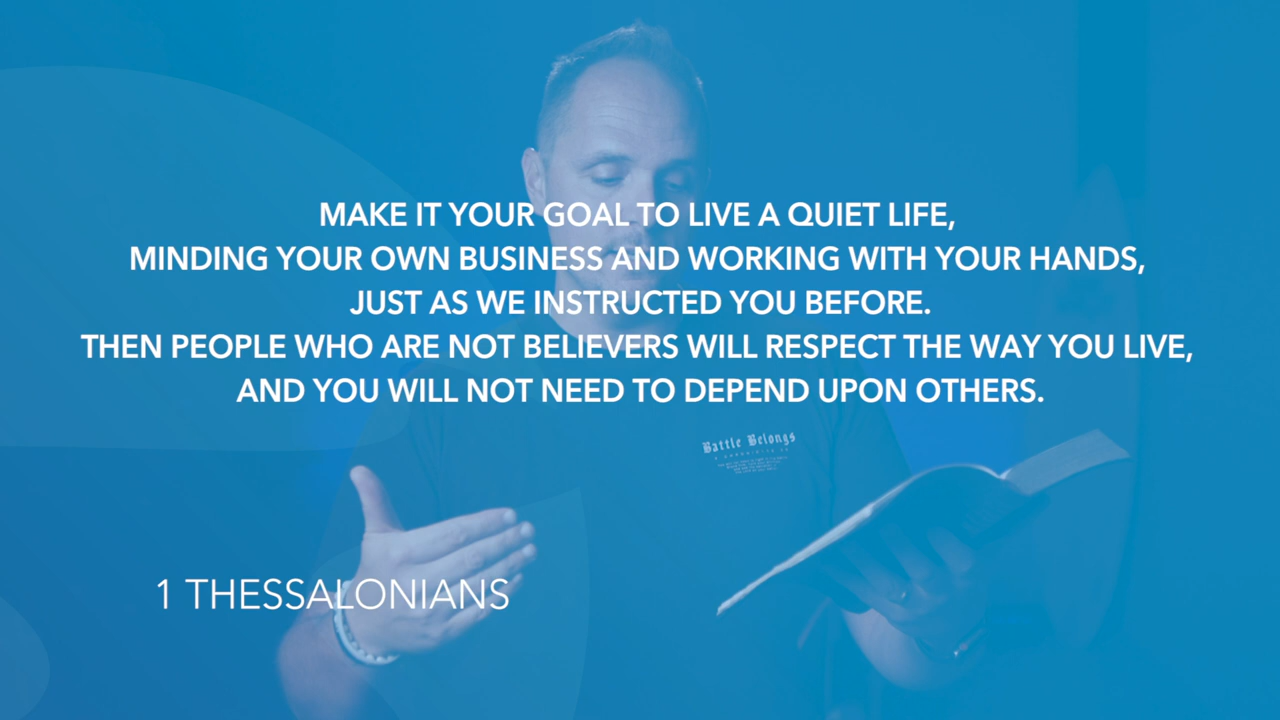 MAKE IT YOUR GOAL TO LIVE A QUIET LIFE,
MINDING YOUR OWN BUSINESS AND WORKING WITH YOUR HANDS,
JUST AS WE INSTRUCTED YOU BEFORE.
THEN PEOPLE WHO ARE NOT BELIEVERS WILL RESPECT THE WAY YOU LIVE,
AND YOU WILL NOT NEED TO DEPEND UPON OTHERS.
Battle Belongs
1 THESSALONIANS